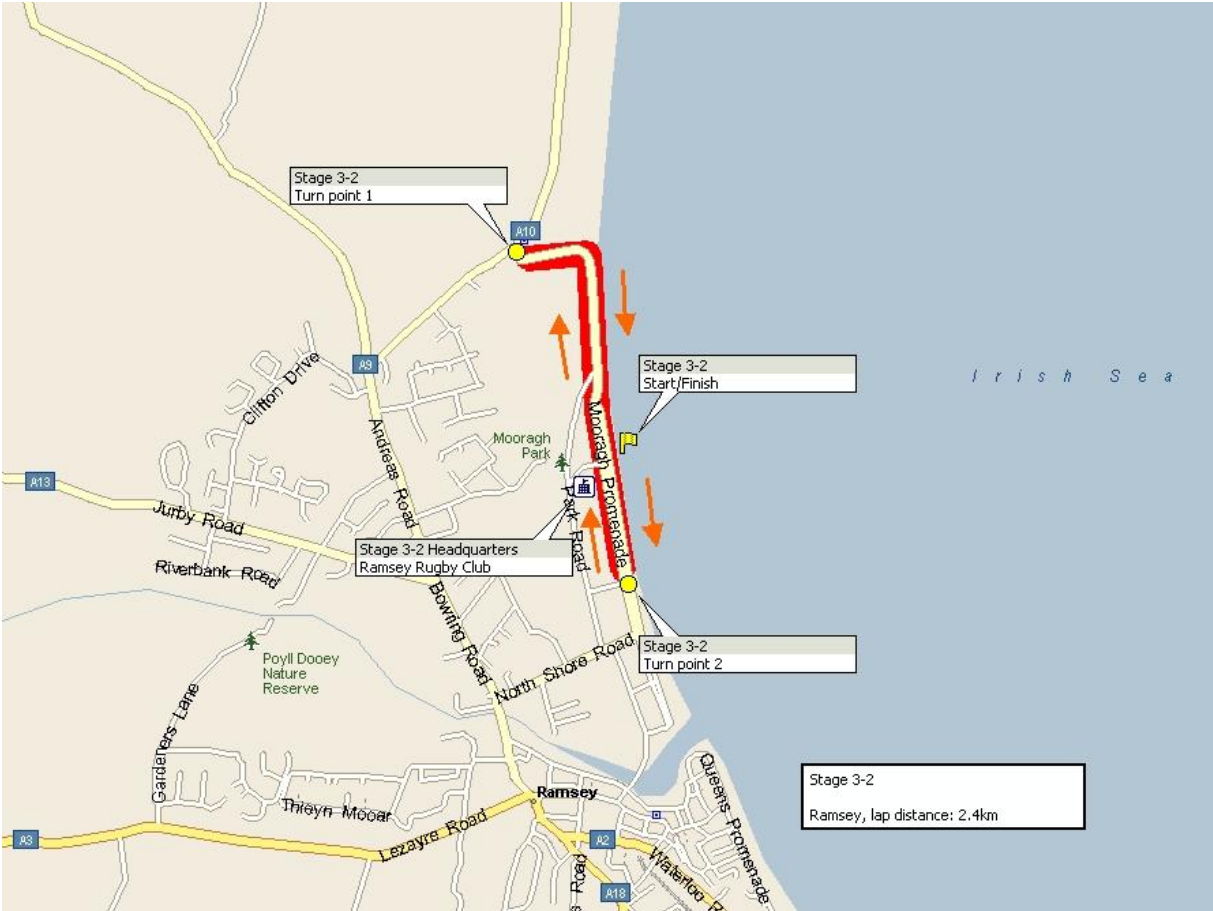 Stage 3-2
Turn point 1
A10
A9
Clifton Drive
Stage 3-2
Start/Finish
Irish Sea
Andreas Road
Mooragh Promenade
Mooragh
Park
A13
Jurby Road
Park Road
Stage 3-2 Headquarters
Ramsey Rugby Club
Riverbank Road
Bowring Road
Stage 3-2
Turn point 2
North Shore Road
Poyll Dooey
Nature
Reserve
Gardeners Lane
Queens Promenade
Stage 3-2
Ramsey, lap distance: 2.4km
Ramsey
Thieyn Mooar
A3
Lezayre Road
A2
Waterloo R
Road
A18